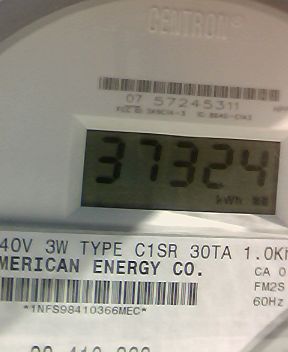 CENTRON®
07 57245311
37324
kWh
40V 3W TYPE C1SR 30TA 1.0Kh
MERICAN ENERGY CO.
CA 0
FM2S
60Hz
*1NFS98410366MEC*